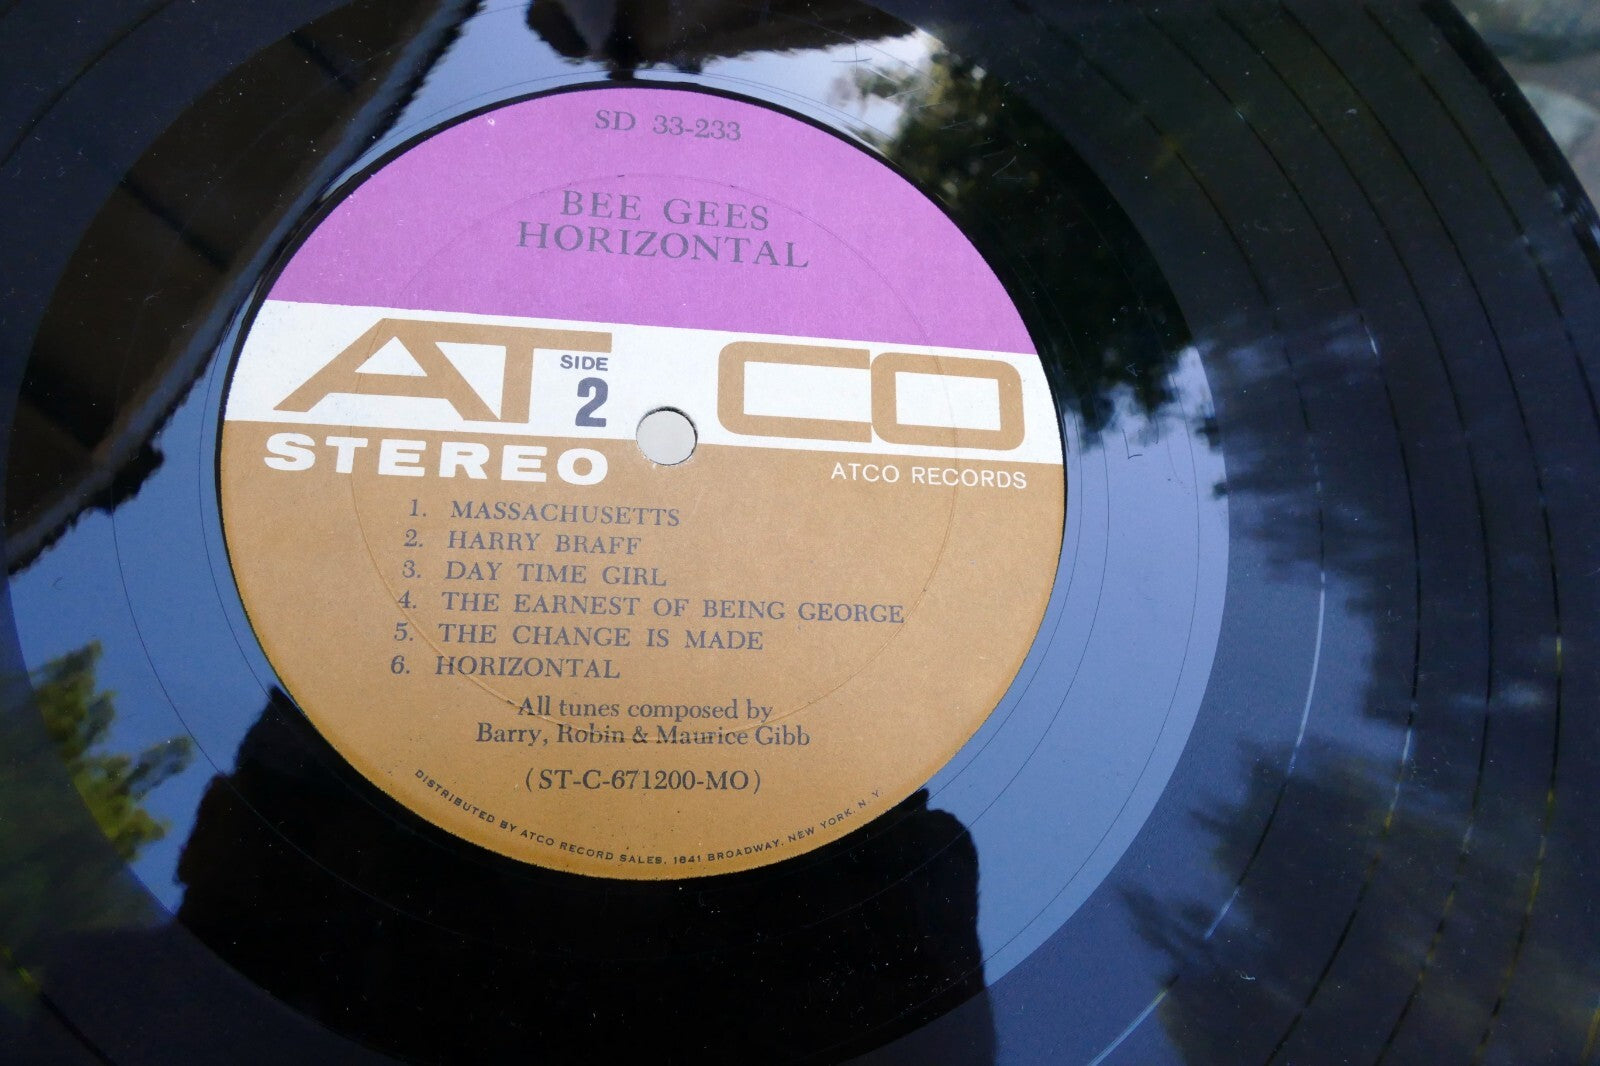 SD 33-233
BEE GEES
HORIZONTAL
ATCO
SIDE
2
STEREO
ATCO RECORDS
1. MASSACHUSETTS
2. HARRY BRAFF
3. DAY TIME GIRL
4. THE EARNEST OF BEING GEORGE
5. THE CHANGE IS MADE
6. HORIZONTAL
All tunes composed by
Barry, Robin & Maurice Gibb
(ST-C-671200-MO)
DISTRIBUTED BY ATCO RECORD SALES, 1841 BROADWAY, NEW YORK, N. Y.